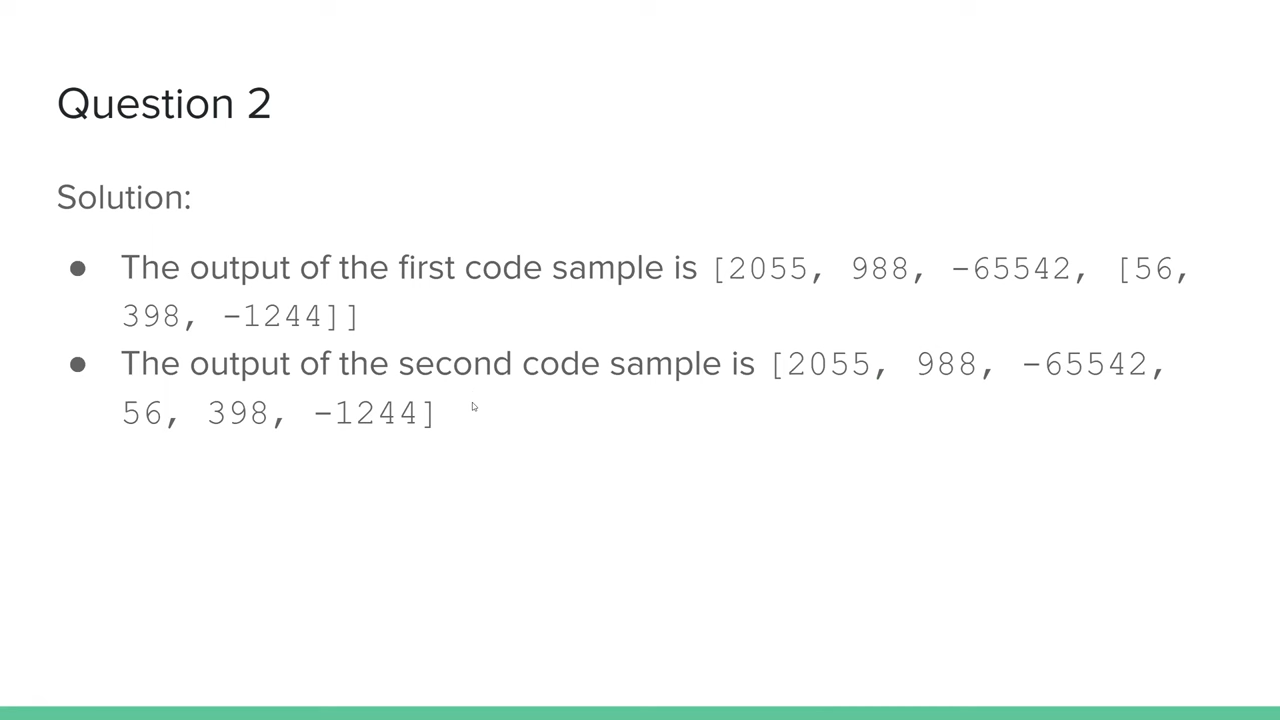 Question 2
Solution:
● The output of the first code sample is [2055, 988, -65542, [56,
398, -1244]]
● The output of the second code sample is [2055, 988, -65542,
56, 398, -1244]